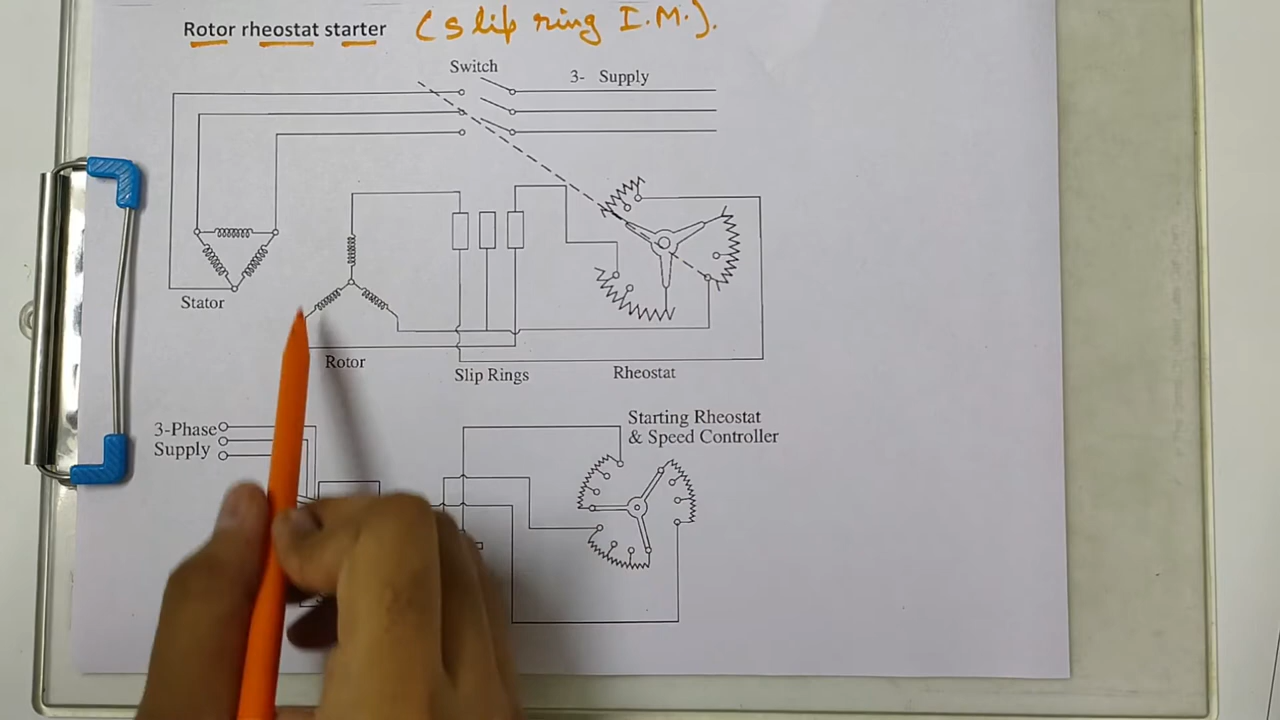 Rotor rheostat starter (slip ring I.M.).
Switch
3- Supply
Stator
Rotor
Slip Rings
Rheostat
3-Phase
Supply
Starting Rheostat
& Speed Controller